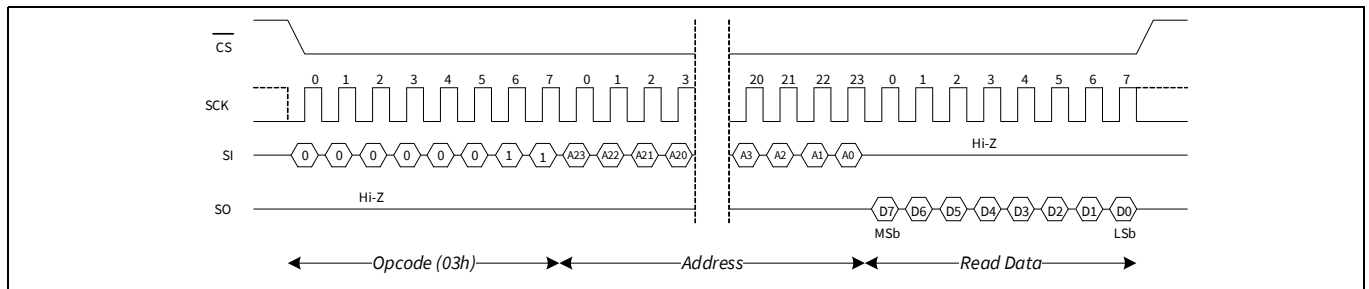 CS
0 1 2 3 4 5 6 7 0 1 2 3 20 21 22 23 0 1 2 3 4 5 6 7
SCK
Hi-Z
SI 0 0 0 0 0 0 1 1 A23 A22 A21 A20 A3 A2 A1 A0
Hi-Z
SO D7 D6 D5 D4 D3 D2 D1 D0
MSb LSb
Opcode (03h) Address Read Data